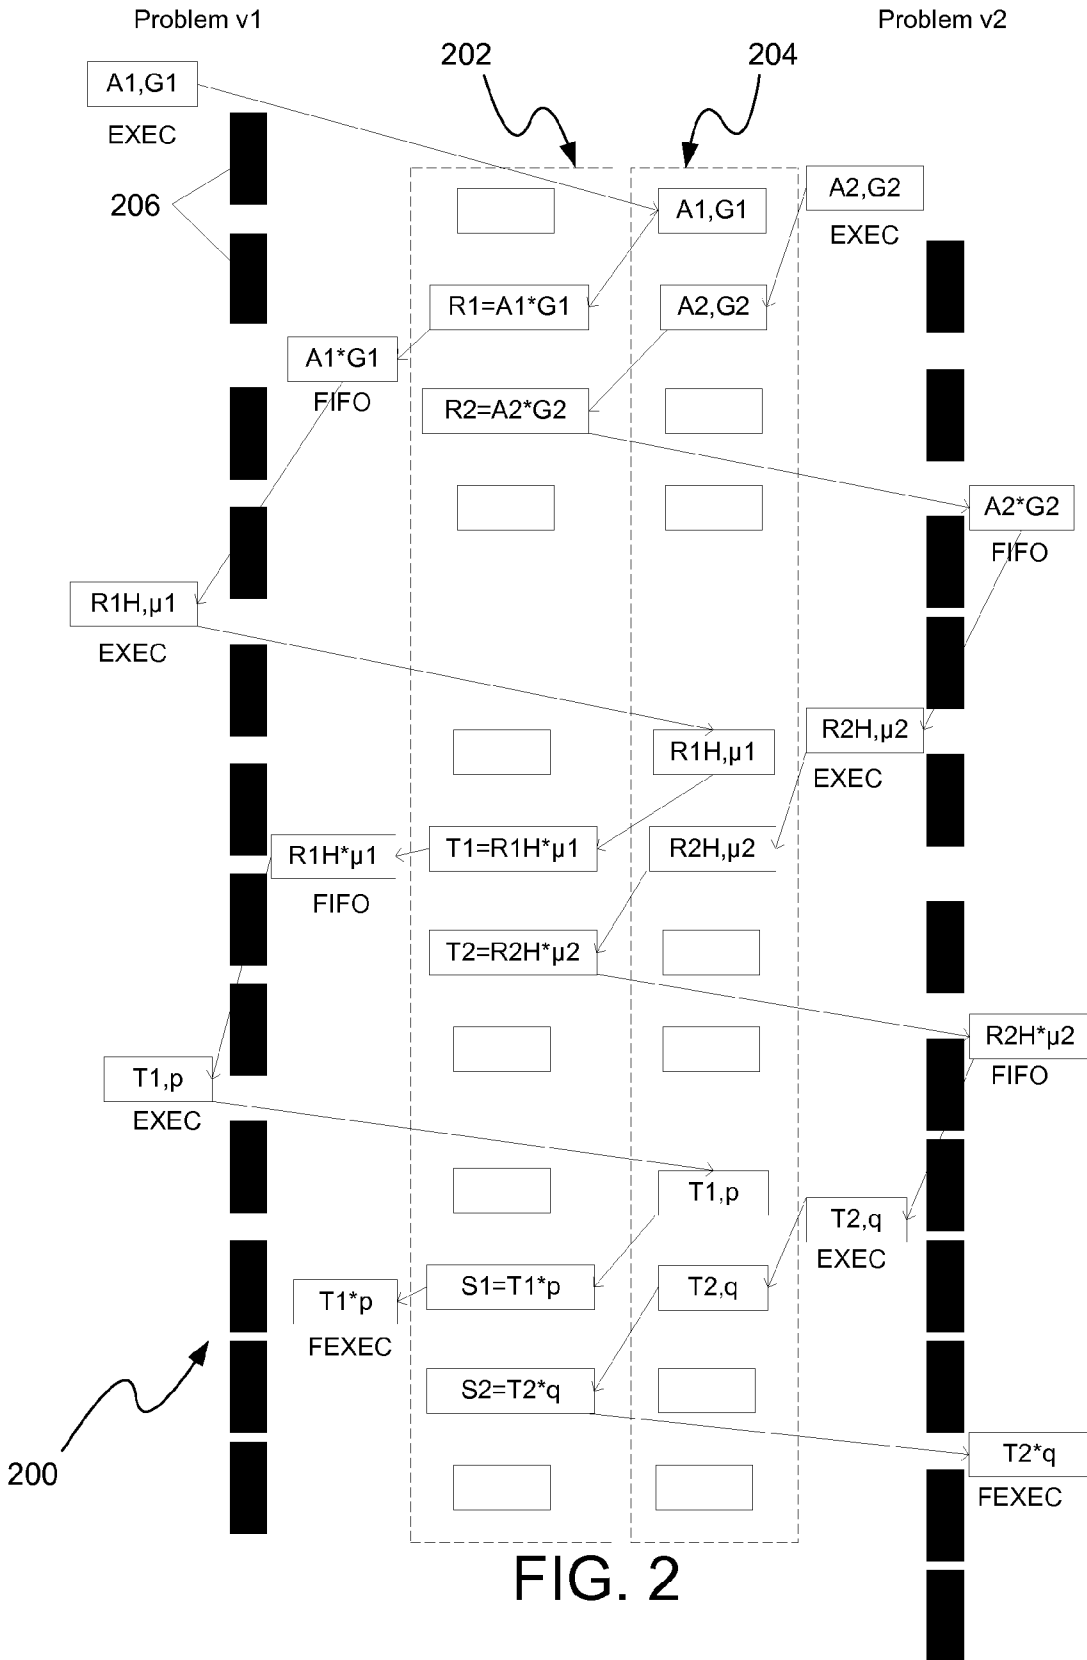 Problem v1
Problem v2
202
204
A1,G1
EXEC
206
A1,G1
A2,G2
EXEC
R1=A1*G1
A2,G2
A1*G1
FIFO
R2=A2*G2
A2*G2
FIFO
R1H,µ1
EXEC
R1H,µ1
R2H,µ2
EXEC
R1H*µ1
FIFO
T1=R1H*µ1
R2H,µ2
T2=R2H*µ2
R2H*µ2
FIFO
T1,p
EXEC
T1,p
T2,q
EXEC
T1*p
FEXEC
S1=T1*p
T2,q
S2=T2*q
T2*q
FEXEC
200
FIG. 2